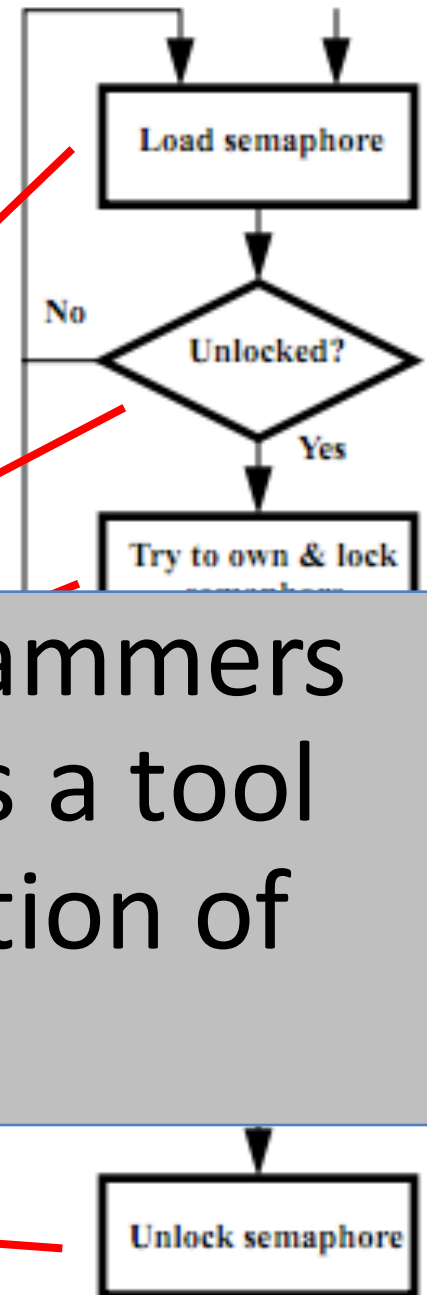 Load semaphore
No
Unlocked?
Yes
Try to own & lock
ammers
s a tool
tion of
Unlock semaphore